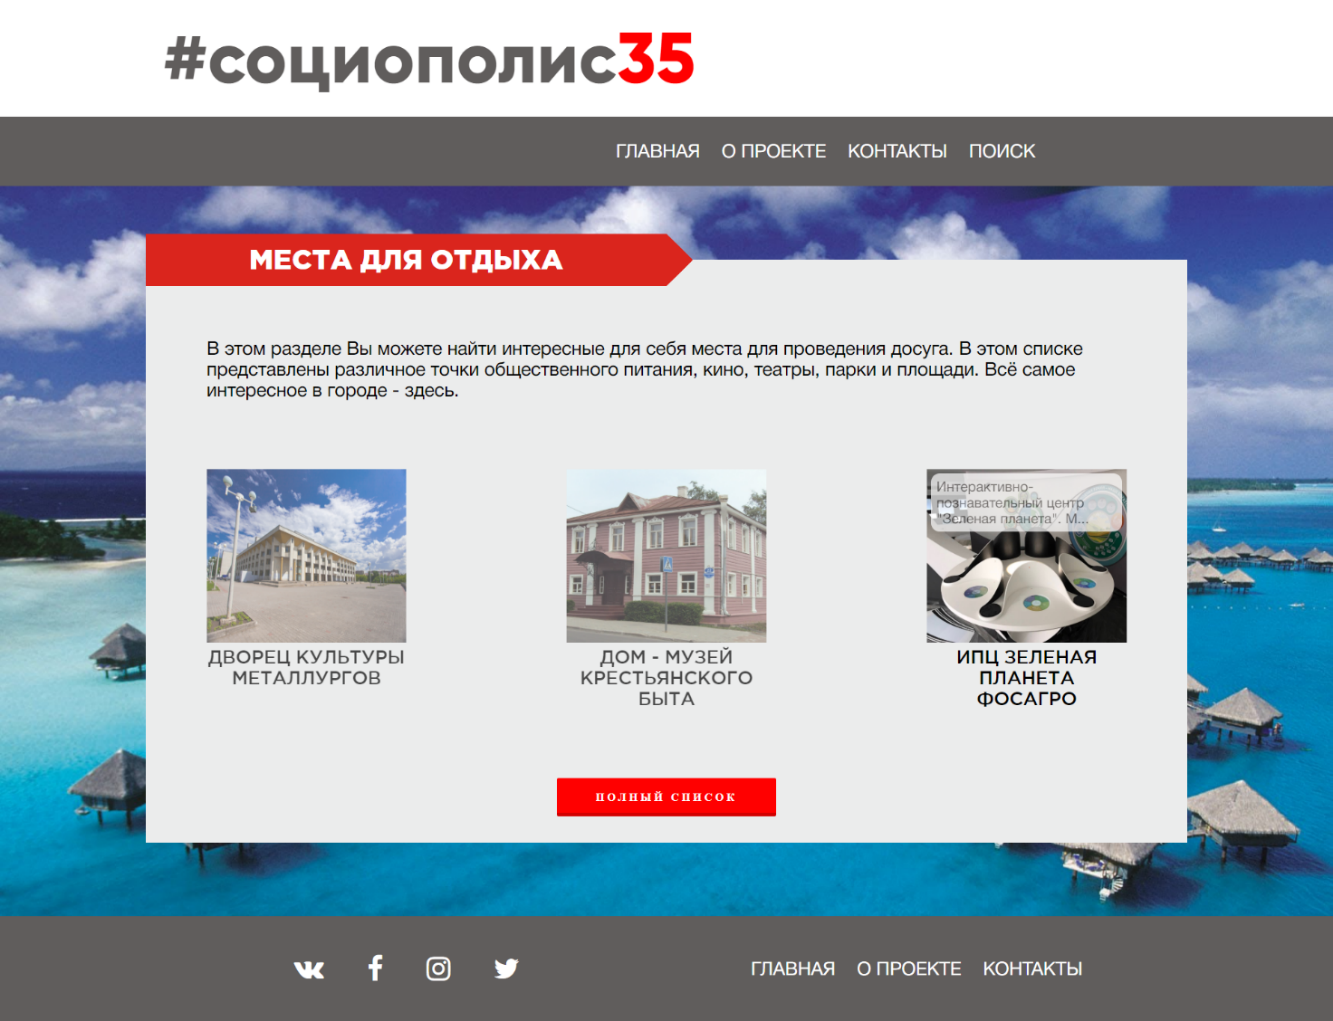 #социополис35
ГЛАВНАЯ О ПРОЕКТЕ КОНТАКТЫ ПОИСК
МЕСТА ДЛЯ ОТДЫХА
В этом разделе Вы можете найти интересные для себя места для проведения досуга. В этом списке
представлены различное точки общественного питания, кино, театры, парки и площади. Всё самое
интересное в городе - здесь.
Интерактивно-
познавательный центр
"Зеленая планета". М...
ДВОРЕЦ КУЛЬТУРЫ
МЕТАЛЛУРГОВ
ДОМ - МУЗЕЙ
КРЕСТЬЯНСКОГО
БЫТА
ИПЦ ЗЕЛЕНАЯ
ПЛАНЕТА
ФОСАГРО
ПОЛНЫЙ СПИСОК
ГЛАВНАЯ О ПРОЕКТЕ КОНТАКТЫ